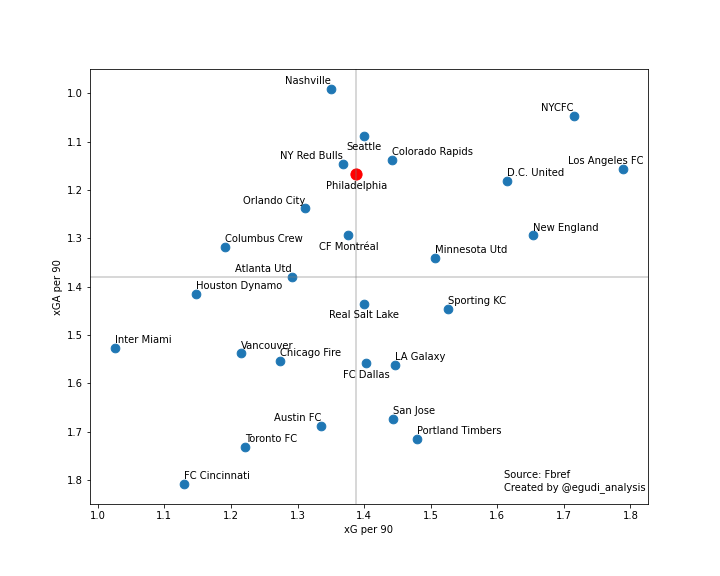 Nashville
1.0
NYCFC
1.1
Seattle
Colorado Rapids
NY Red Bulls
Los Angeles FC
D.C. United
Philadelphia
1.2
Orlando City
New England
1.3
Columbus Crew
CF Montréal
Minnesota Utd
Atlanta Utd
xGA per 90
1.4
Houston Dynamo
Sporting KC
Real Salt Lake
1.5
Inter Miami
Vancouver
Chicago Fire
LA Galaxy
FC Dallas
1.6
San Jose
Austin FC
1.7
Portland Timbers
Toronto FC
FC Cincinnati
1.8
Source: Fbref
Created by @egudi_analysis
1.0 1.1 1.2 1.3 1.4 1.5 1.6 1.7 1.8
xG per 90